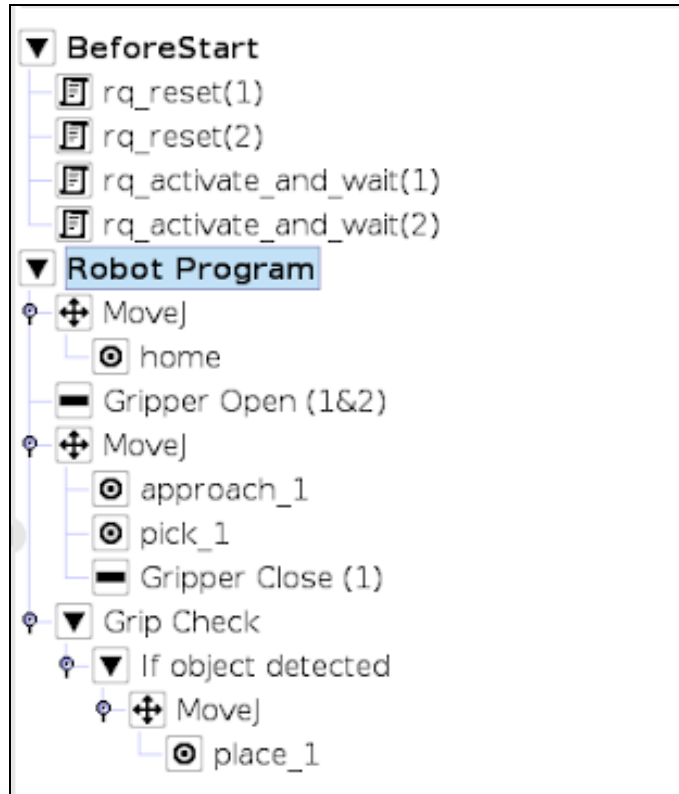 BeforeStart
rq_reset(1)
rq_reset(2)
rq_activate_and_wait(1)
rq_activate_and_wait(2)
Robot Program
MoveJ
home
Gripper Open (1&2)
MoveJ
approach_1
pick_1
Gripper Close (1)
Grip Check
If object detected
MoveJ
place_1